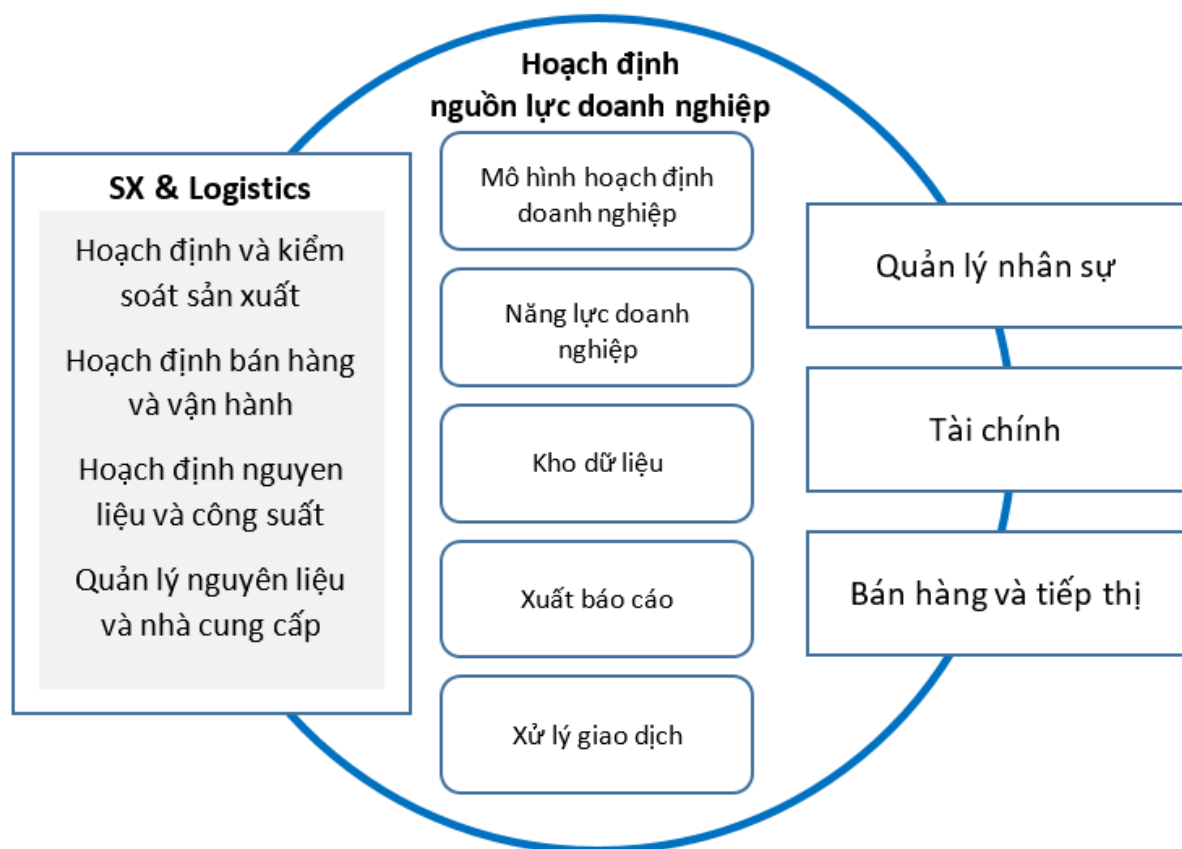 Hoạch định
nguồn lực doanh nghiệp
SX & Logistics
Hoạch định và kiểm
soát sản xuất
Hoạch định bán hàng
và vận hành
Hoạch định nguyen
liệu và công suất
Quản lý nguyên liệu
và nhà cung cấp
Mô hình hoạch định
doanh nghiệp
Năng lực doanh
nghiệp
Kho dữ liệu
Xuất báo cáo
Xử lý giao dịch
Quản lý nhân sự
Tài chính
Bán hàng và tiếp thị